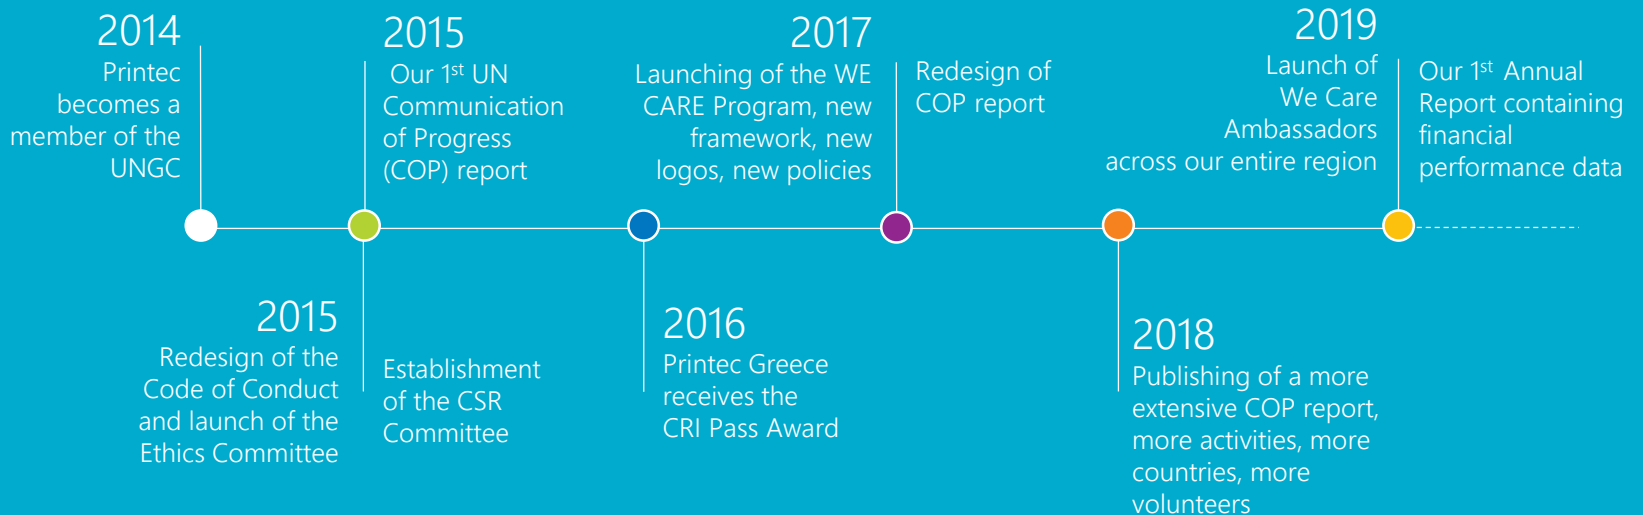 2014
Printec
becomes a
member of the
UNGC
2015
Our 1st UN
Communication
of Progress
(COP) report
2015
Redesign of the
Code of Conduct
and launch of the
Ethics Committee
Establishment
of the CSR
Committee
2016
Printec Greece
receives the
CRI Pass Award
2017
Launching of the WE
CARE Program, new
framework, new
logos, new policies
Redesign of
COP report
2018
Publishing of a more
extensive COP report,
more activities, more
countries, more
volunteers
2019
Launch of
We Care
Ambassadors
across our entire region
Our 1st Annual
Report containing
financial
performance data